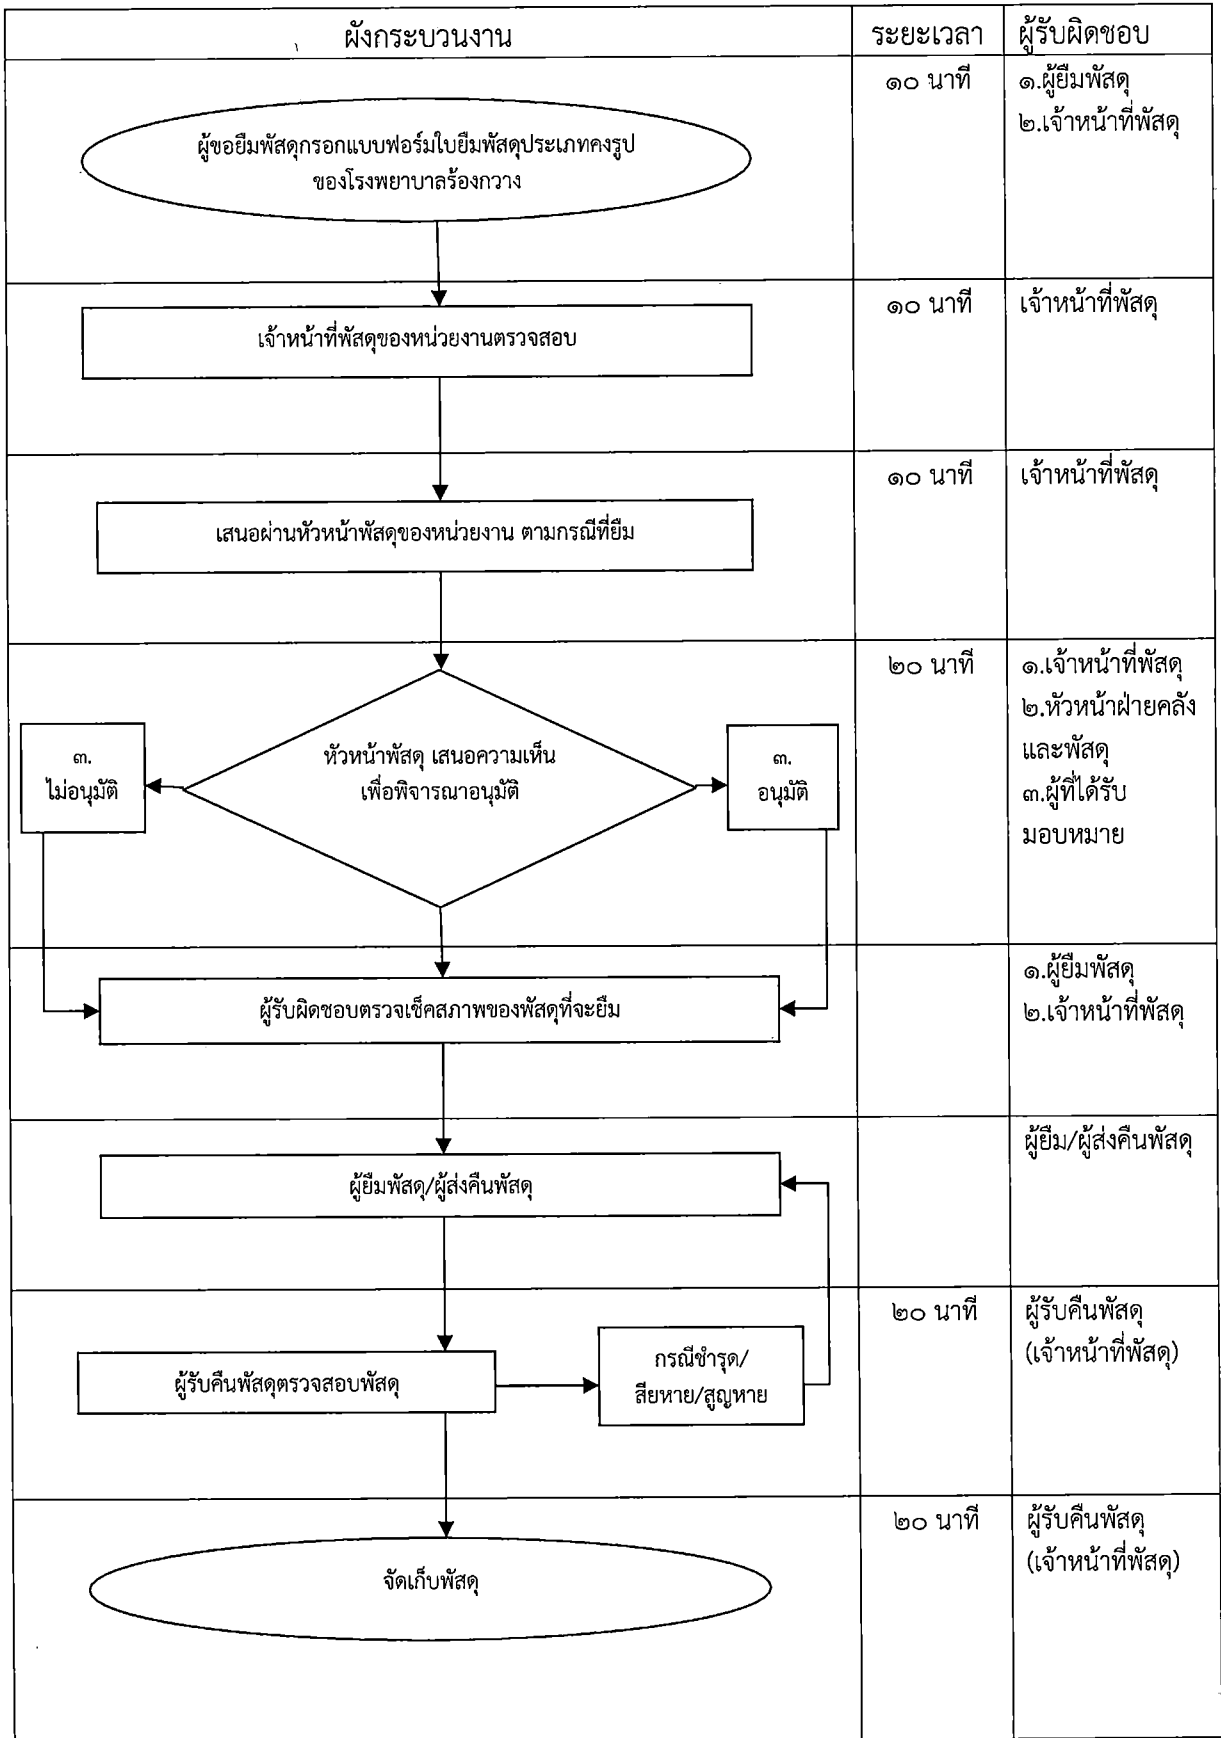 ผังกระบวนงาน
ระยะเวลา
ผู้รับผิดชอบ
ผู้ขอยืมพัสดุกรอกแบบฟอร์มใบยืมพัสดุประเภทคงรูป
ของโรงพยาบาลร้องกวาง
๑๐ นาที
๑.ผู้ยืมพัสดุ
๒.เจ้าหน้าที่พัสดุ
เจ้าหน้าที่พัสดุของหน่วยงานตรวจสอบ
๑๐ นาที
เจ้าหน้าที่พัสดุ
เสนอผ่านหัวหน้าพัสดุของหน่วยงาน ตามกรณีที่ยืม
๑๐ นาที
เจ้าหน้าที่พัสดุ
๓.
ไม่อนุมัติ
หัวหน้าพัสดุ เสนอความเห็น
เพื่อพิจารณาอนุมัติ
๓.
อนุมัติ
๒๐ นาที
๑.เจ้าหน้าที่พัสดุ
๒.หัวหน้าฝ่ายคลัง
และพัสดุ
๓.ผู้ที่ได้รับ
มอบหมาย
ผู้รับผิดชอบตรวจเช็คสภาพของพัสดุที่จะยืม
๑.ผู้ยืมพัสดุ
๒.เจ้าหน้าที่พัสดุ
ผู้ยืมพัสดุ/ผู้ส่งคืนพัสดุ
ผู้ยืม/ผู้ส่งคืนพัสดุ
ผู้รับคืนพัสดุตรวจสอบพัสดุ
กรณีชำรุด/
สียหาย/สูญหาย
๒๐ นาที
ผู้รับคืนพัสดุ
(เจ้าหน้าที่พัสดุ)
จัดเก็บพัสดุ
๒๐ นาที
ผู้รับคืนพัสดุ
(เจ้าหน้าที่พัสดุ)